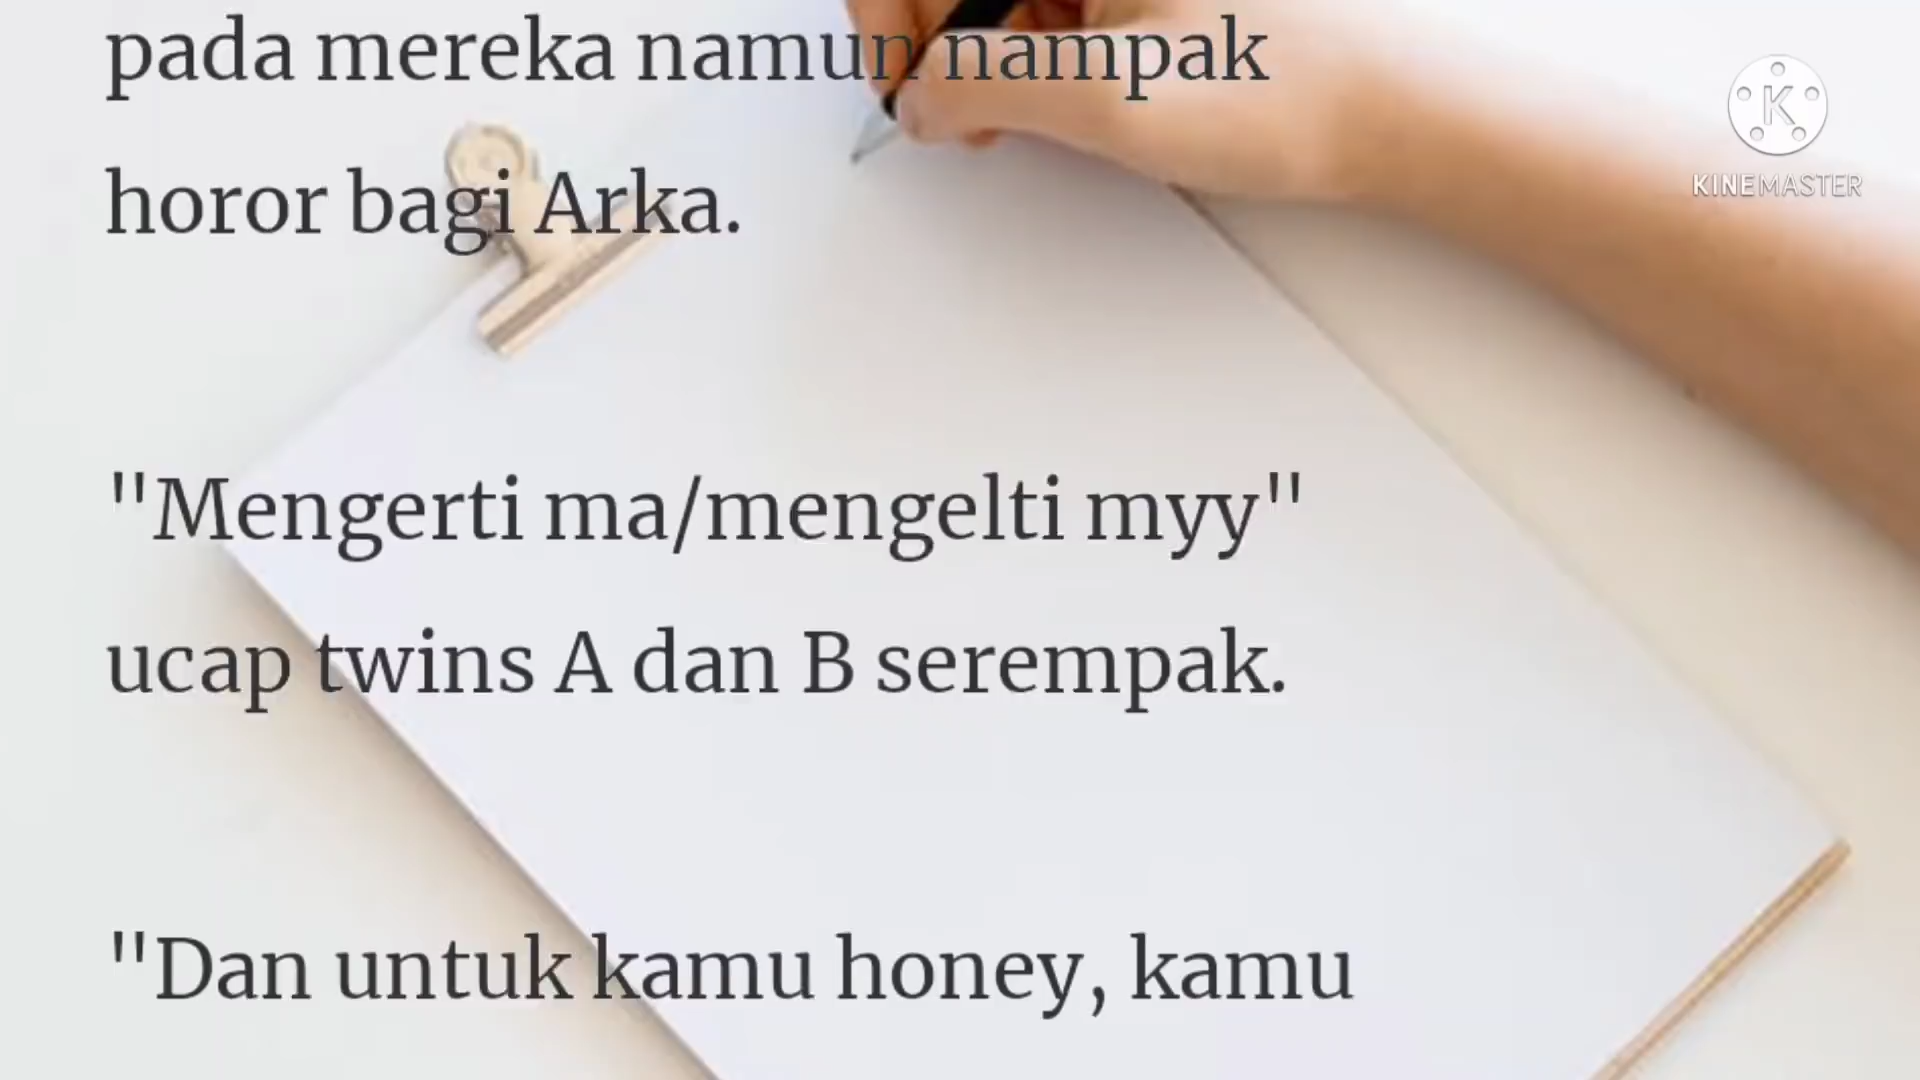 pada mereka namun nampak
horor bagi Arka.
"Mengerti ma/mengelti myy"
ucap twins A dan B serempak.
"Dan untuk kamu honey, kamu
K
KINEMASTER